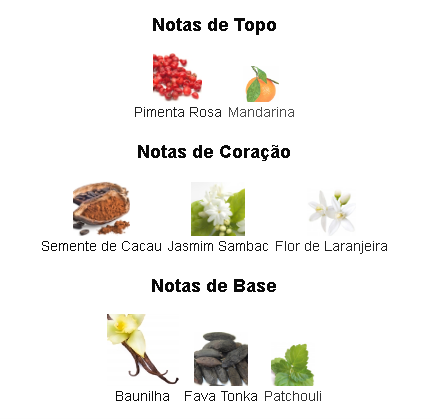 Notas de Topo
Pimenta Rosa Mandarina
Notas de Coração
Semente de Cacau Jasmim Sambac Flor de Laranjeira
Notas de Base
Baunilha Fava Tonka Patchouli